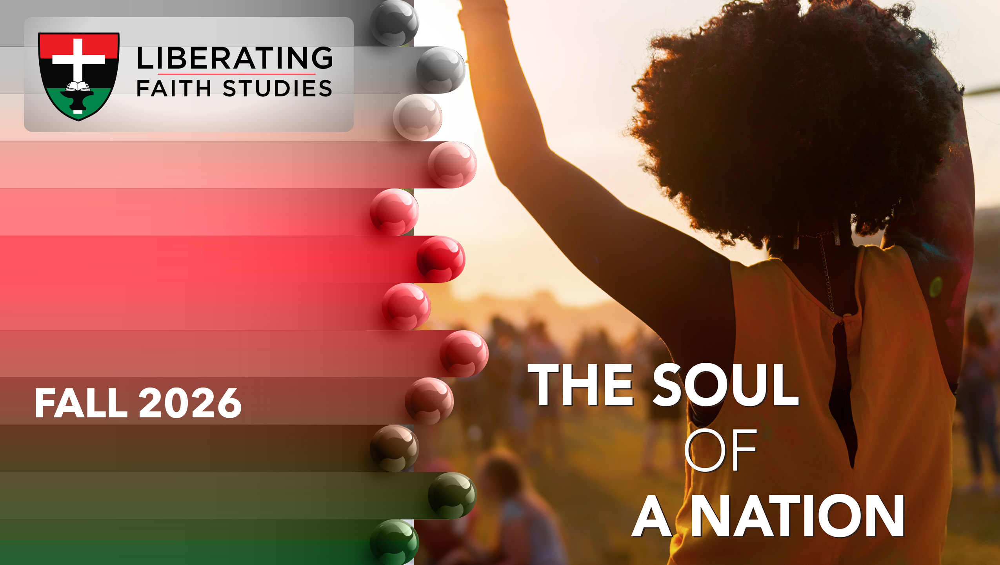 LIBERATING
FAITH STUDIES
FALL 2026
THE SOUL
OF
A NATION